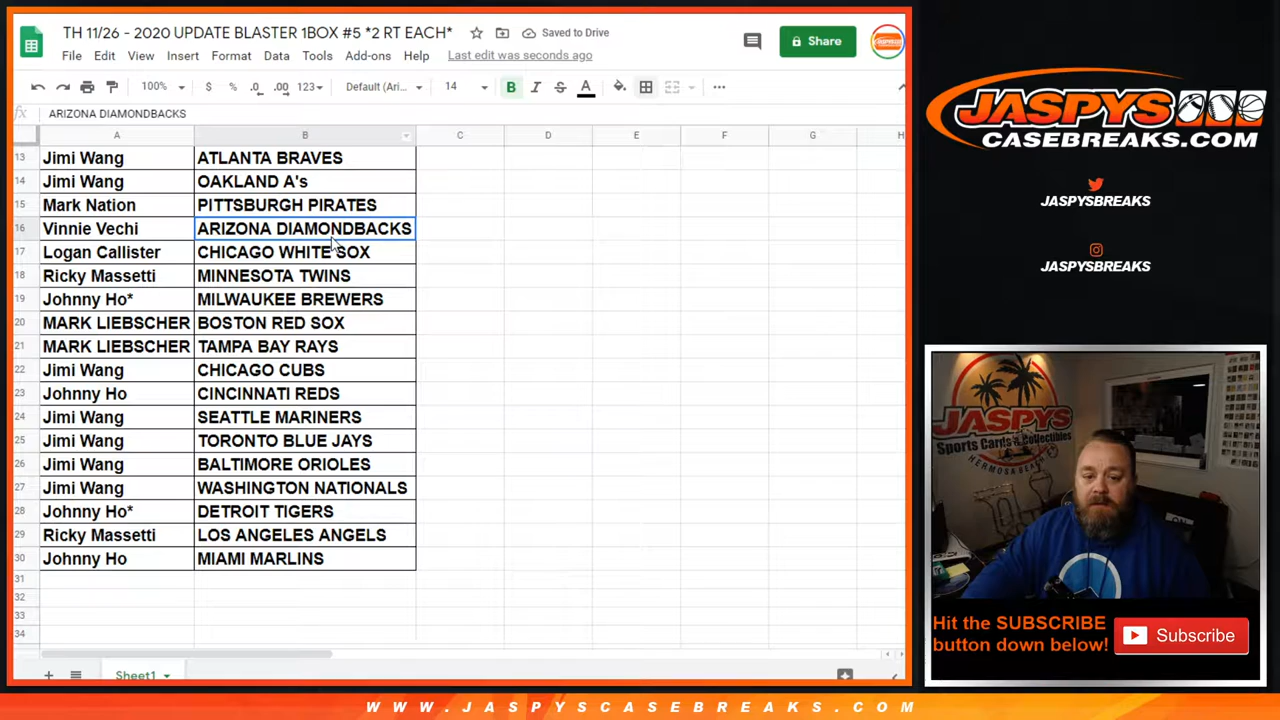 TH 11/26 - 2020 UPDATE BLASTER 1BOX #5 *2 RT EACH*
Saved to Drive
Share
File Edit View Insert Format Data Tools Add-ons Help Last edit was seconds ago
100% $ % .0 .00 123 Default (Ari... 14 B I S A
fx ARIZONA DIAMONDBACKS
A B C D E F G H
13 Jimi Wang ATLANTA BRAVES
14 Jimi Wang OAKLAND A's
15 Mark Nation PITTSBURGH PIRATES
16 Vinnie Vechi ARIZONA DIAMONDBACKS
17 Logan Callister CHICAGO WHITE SOX
18 Ricky Massetti MINNESOTA TWINS
19 Johnny Ho* MILWAUKEE BREWERS
20 MARK LIEBSCHER BOSTON RED SOX
21 MARK LIEBSCHER TAMPA BAY RAYS
22 Jimi Wang CHICAGO CUBS
23 Johnny Ho CINCINNATI REDS
24 Jimi Wang SEATTLE MARINERS
25 Jimi Wang TORONTO BLUE JAYS
26 Jimi Wang BALTIMORE ORIOLES
27 Jimi Wang WASHINGTON NATIONALS
28 Johnny Ho* DETROIT TIGERS
29 Ricky Massetti LOS ANGELES ANGELS
30 Johnny Ho MIAMI MARLINS
31
32
33
34
Sheet1
JASPYS
CASEBREAKS.COM
JASPYSBREAKS
JASPYSBREAKS
JASPYS
Sports Cards & Collectibles
HERMOSA BEACH
Hit the SUBSCRIBE
button down below!
Subscribe
WWW.JASPYSCASEBREAKS.COM